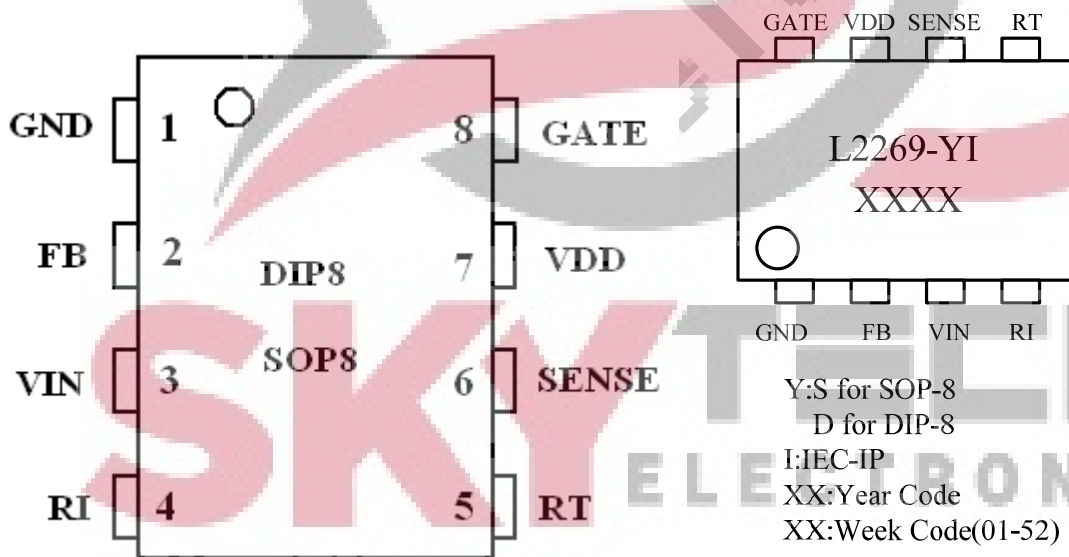 GND 1 8 GATE
FB 2 7 VDD
DIP8
SOP8
VIN 3 6 SENSE
RI 4 5 RT
GATE VDD SENSE RT
L2269-YI
XXXX
GND FB VIN RI
Y:S for SOP-8
D for DIP-8
I:IEC-IP
XX:Year Code
XX:Week Code(01-52)
SKY
ELECTRON